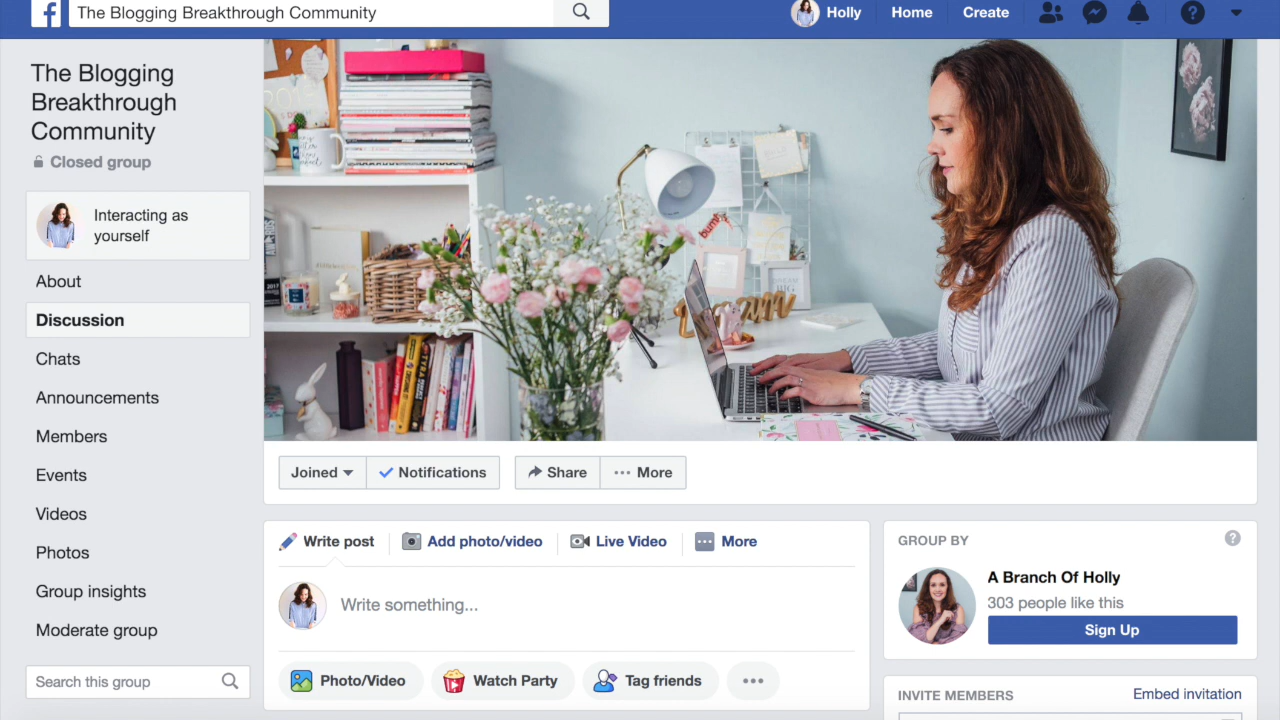 The Blogging Breakthrough Community
Holly
Home
Create
The Blogging
Breakthrough
Community
Closed group
Interacting as
yourself
About
Discussion
Chats
Announcements
Members
Events
Videos
Photos
Group insights
Moderate group
Search this group
Joined
Notifications
Share
More
Write post
Add photo/video
Live Video
More
Write something...
Photo/Video
Watch Party
Tag friends
GROUP BY
A Branch Of Holly
303 people like this
Sign Up
INVITE MEMBERS
Embed invitation
2017
BIG